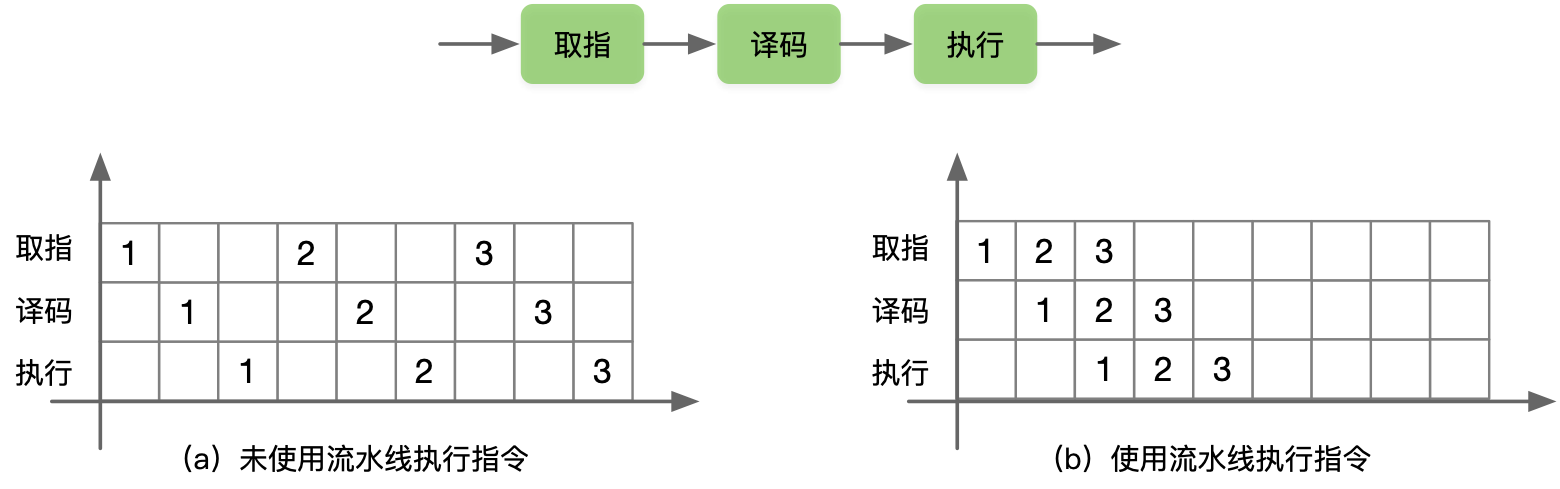 取指 译码 执行
取指 1 2 3
译码 1 2 3
执行 1 2 3
(a) 未使用流水线执行指令
取指 1 2 3
译码 1 2 3
执行 1 2 3
(b) 使用流水线执行指令